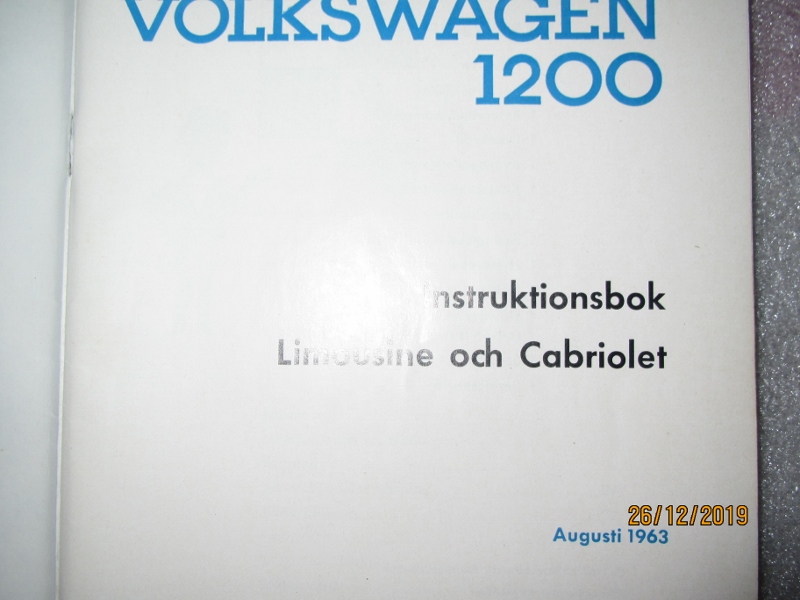 VOLKSWAGEN
1200
Instruktionsbok
Limousine och Cabriolet
26/12/2019
Augusti 1963